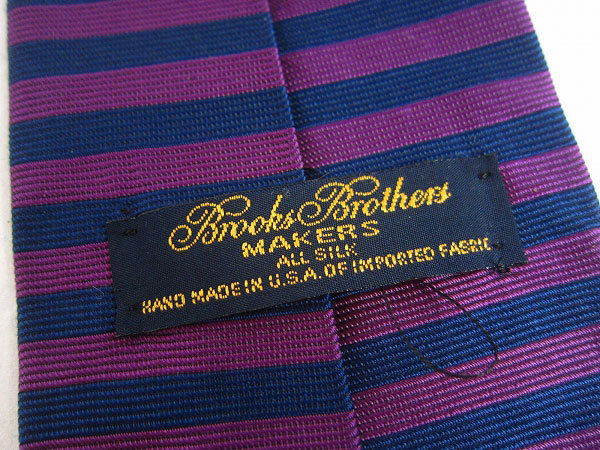 Brooks Brothers
MAKERS
ALL SILK
HAND MADE IN U.S.A. OF IMPORTED FABRIC